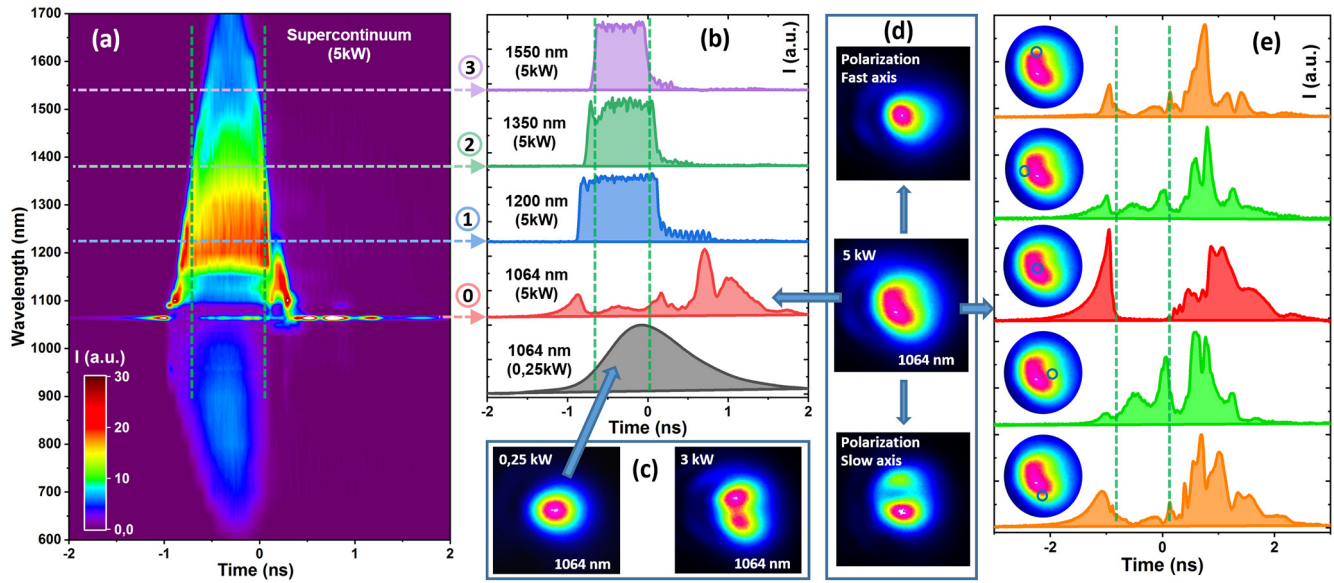 (a)
Supercontinuum
(5kW)
1700
1600
1500
1400
1300
1200
1100
1000
900
800
700
600
Wavelength (nm)
I (a.u.)
30
20
10
0,0
-2
-1
0
1
2
Time (ns)
3
2
1
0
(b)
I (a.u.)
1550 nm
(5kW)
1350 nm
(5kW)
1200 nm
(5kW)
1064 nm
(5kW)
1064 nm
(0,25kW)
-2
-1
0
1
2
Time (ns)
(c)
0,25 kW
1064 nm
3 kW
1064 nm
(d)
Polarization
Fast axis
5 kW
1064 nm
Polarization
Slow axis
(e)
I (a.u.)
-2
0
2
Time (ns)